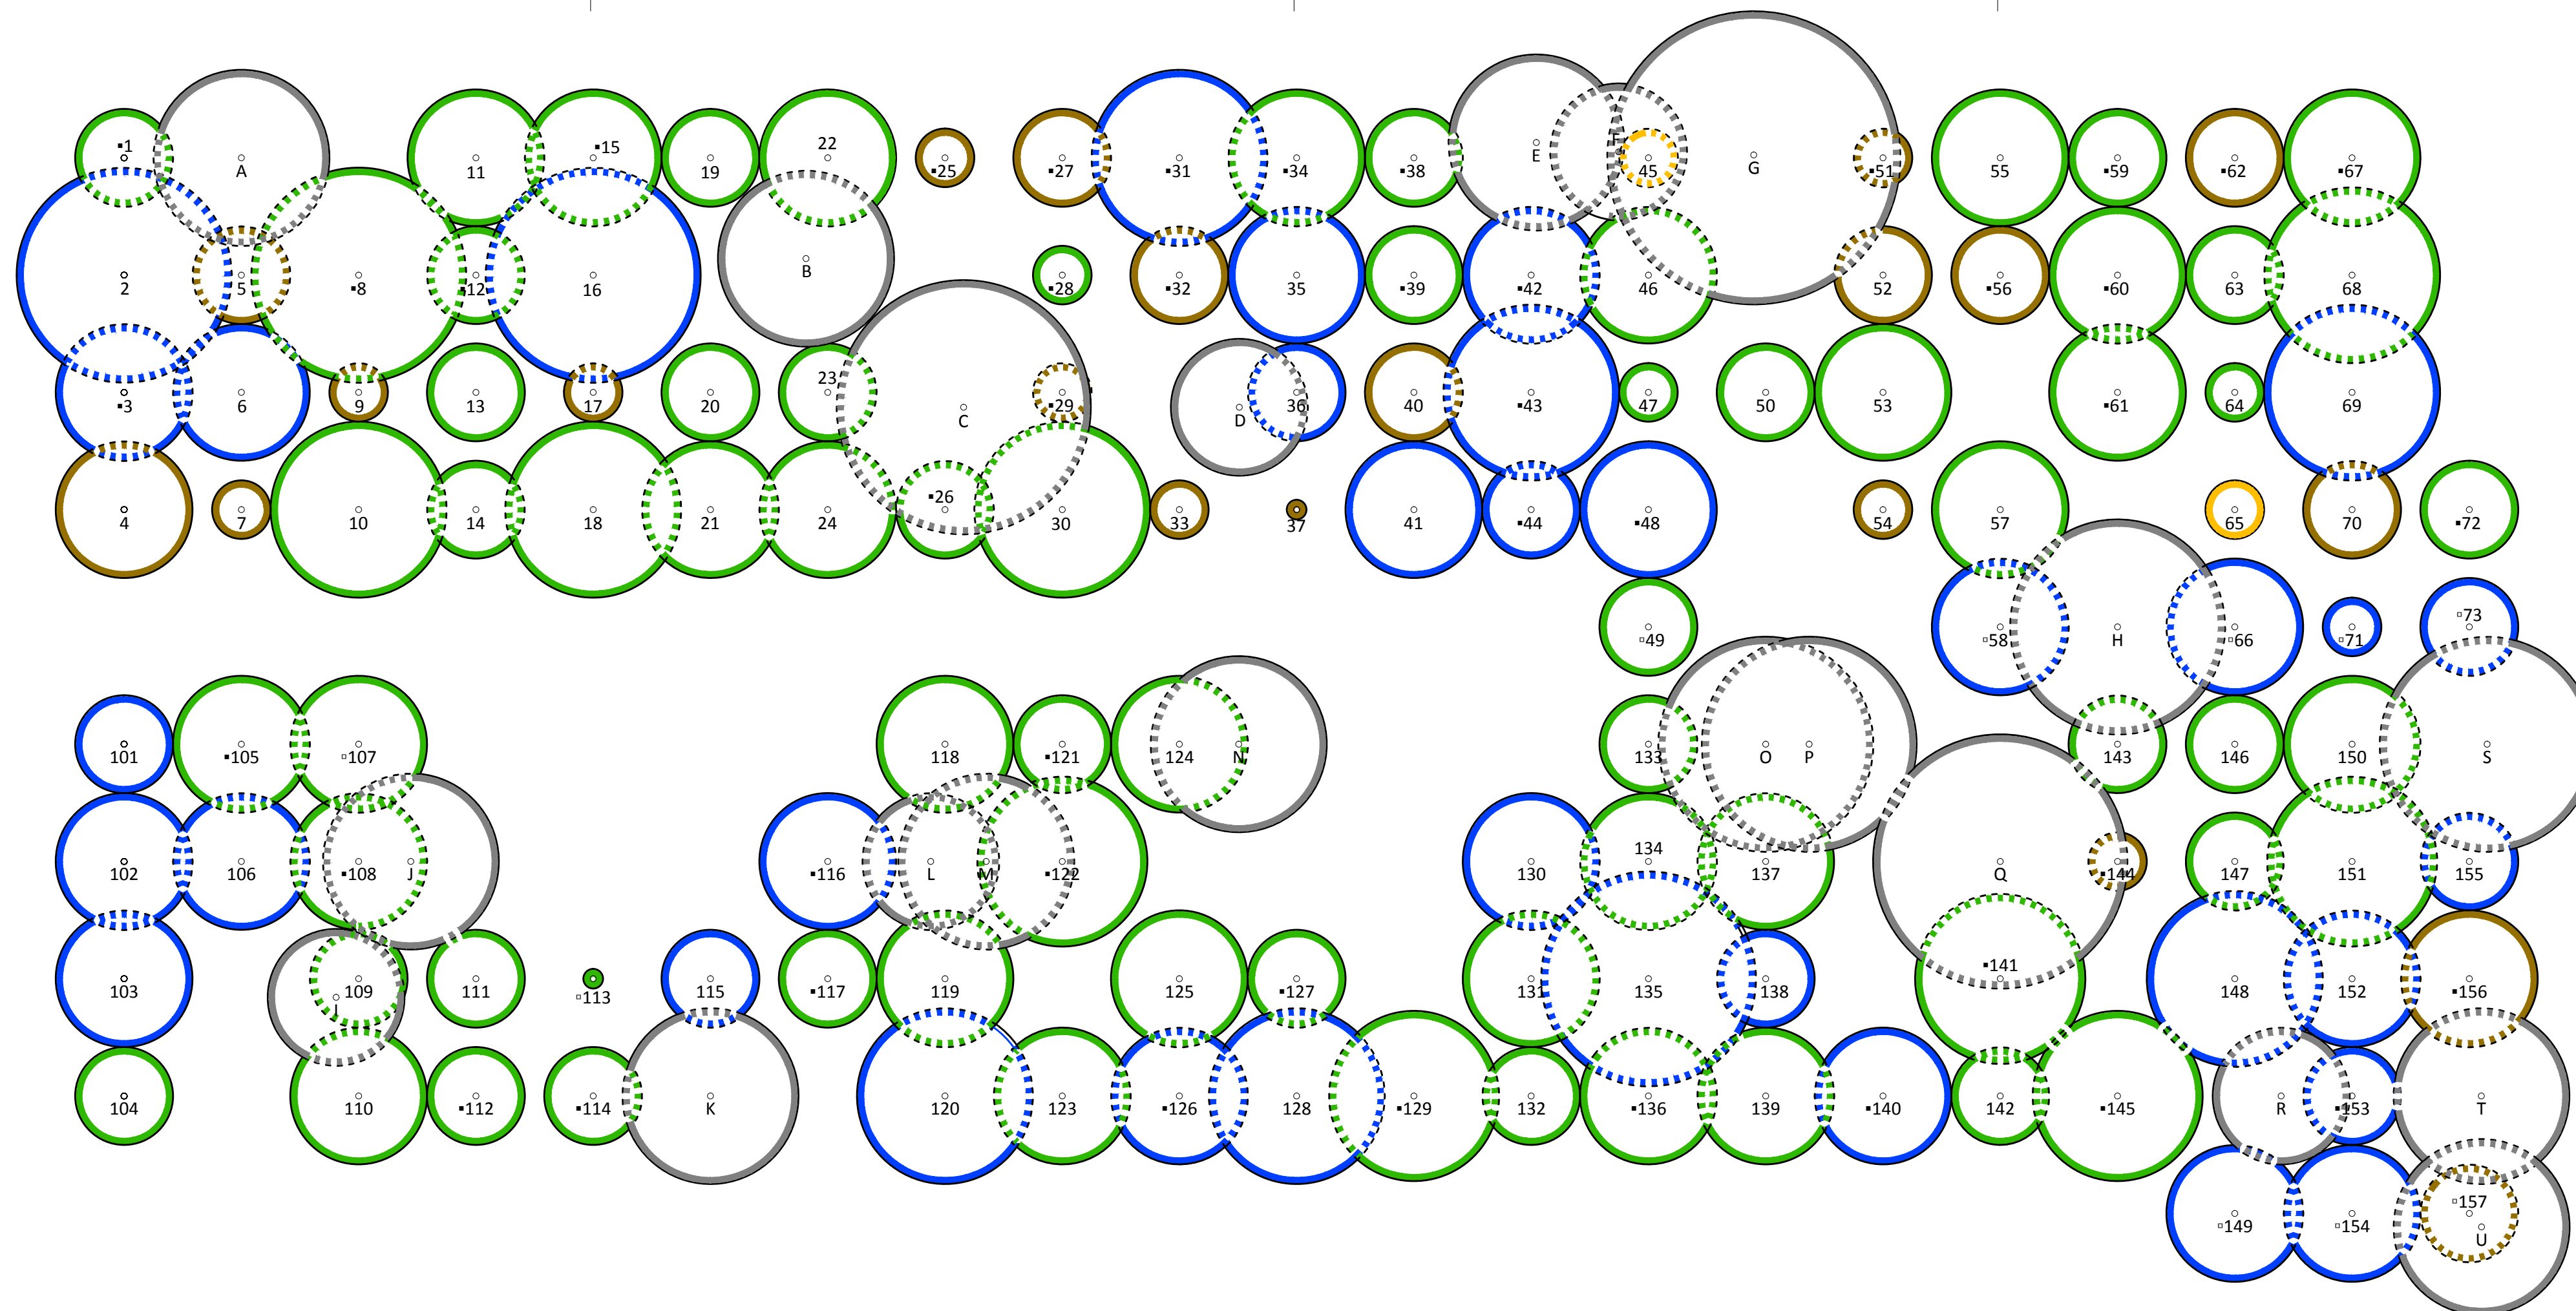 ▪1 A 11 ▪15 19 22 ▪25 ▪27 ▪31 ▪34 ▪38 E F 45 G ▪51 55 ▪59 ▪62 ▪67
2 5 ▪8 ▪12 16 B ▪28 ▪32 35 ▪39 ▪42 46 52 ▪56 ▪60 63 68
▪3 6 9 13 17 20 23 C ▪29 D 36 40 ▪43 47 50 53 ▪61 64 69
4 7 10 14 18 21 24 ▪26 30 33 37 41 ▪44 ▪48 54 57 65 70 ▪72
▫49 ▫58 H ▫66 ▫71 ▫73
101 ▪105 ▫107 118 ▪121 124 N 133 O P 143 146 150 S
102 106 ▪108 J ▪116 L M ▪122 130 134 137 Q ▪144 147 151 155
103 I 109 111 ▫113 115 ▪117 119 125 ▪127 131 135 138 ▪141 148 152 ▪156
104 110 ▪112 ▪114 K 120 123 ▪126 128 ▪129 132 ▪136 139 ▪140 142 ▪145 R ▪153 T
▫149 ▫154 ▫157 U